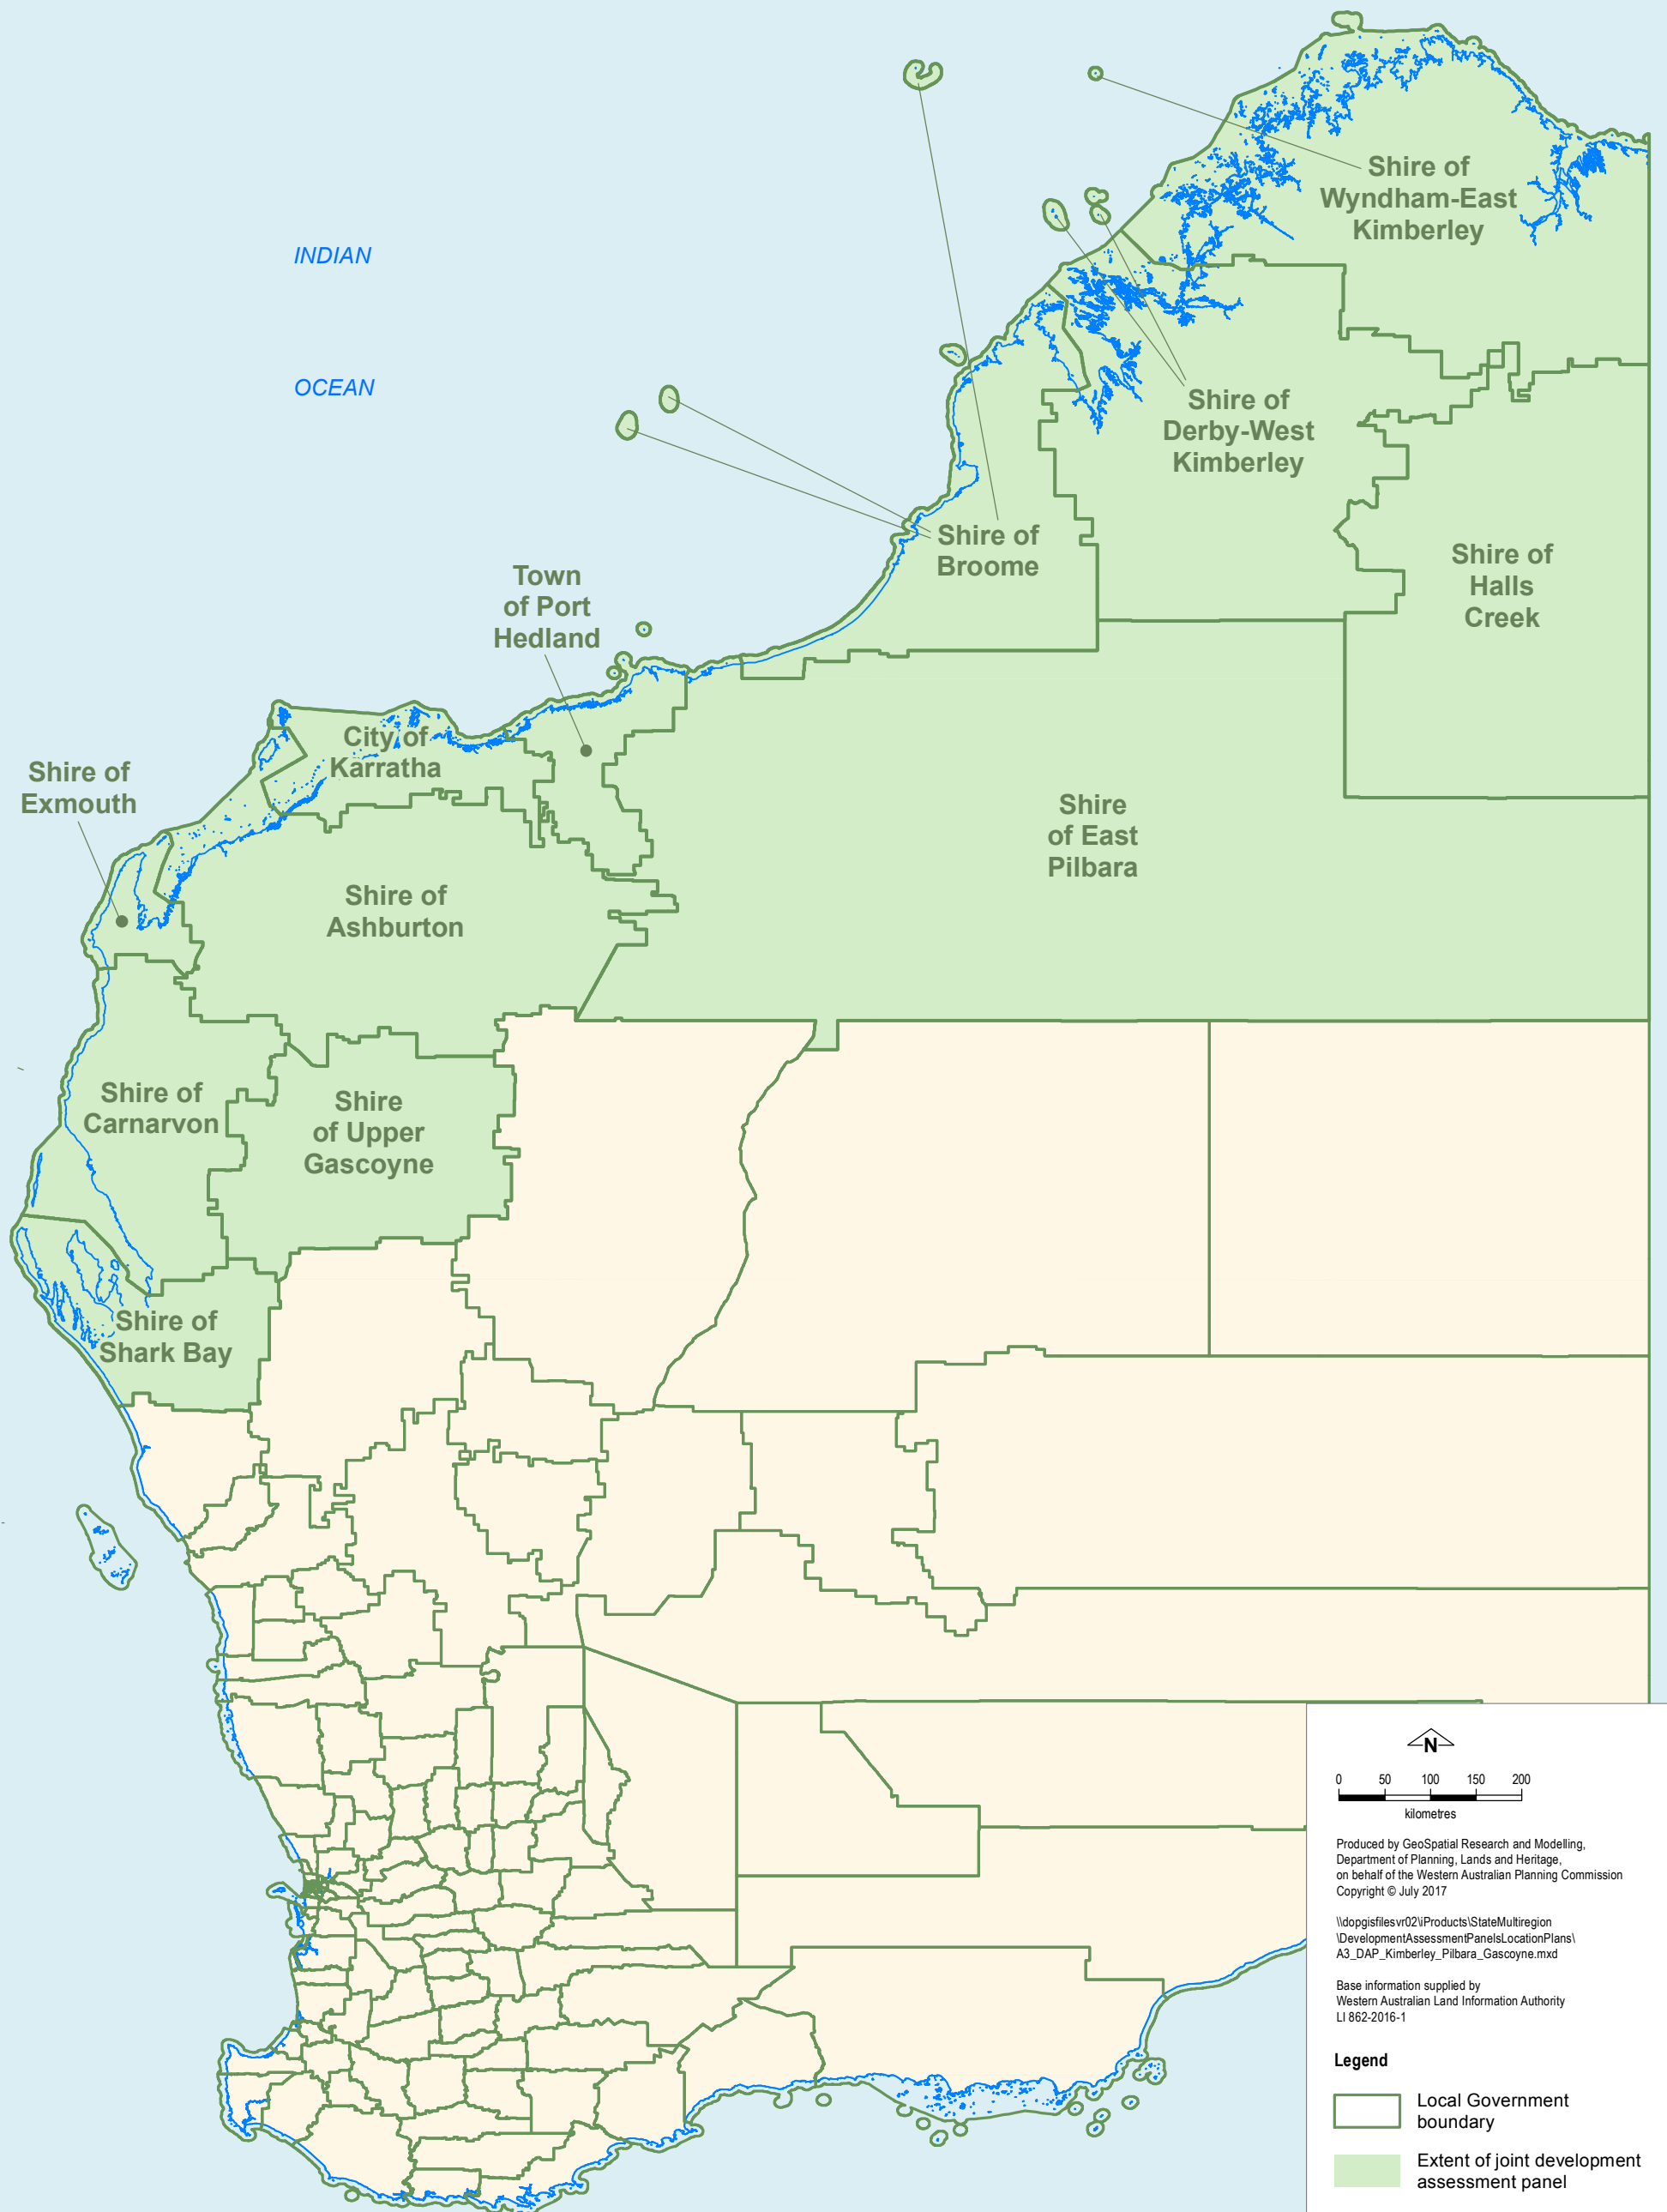 INDIAN
OCEAN
Shire of
Wyndham-East
Kimberley
Shire of
Derby-West
Kimberley
Shire of
Broome
Shire of
Halls
Creek
Town
of Port
Hedland
City of
Karratha
Shire of
Exmouth
Shire
of East
Pilbara
Shire of
Ashburton
Shire of
Carnarvon
Shire
of Upper
Gascoyne
Shire of
Shark Bay
N
0 50 100 150 200
kilometres
Produced by GeoSpatial Research and Modelling,
Department of Planning, Lands and Heritage,
on behalf of the Western Australian Planning Commission
Copyright © July 2017
\\dopgisfilesvr02\iProducts\StateMultiregion
\DevelopmentAssessmentPanelsLocationPlans\
A3_DAP_Kimberley_Pilbara_Gascoyne.mxd
Base information supplied by
Western Australian Land Information Authority
LI 862-2016-1
Legend
Local Government
boundary
Extent of joint development
assessment panel